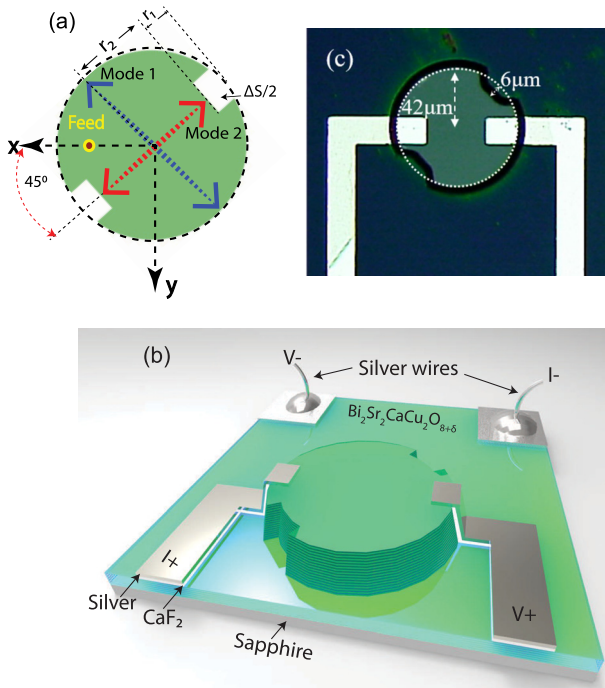 (a)
r₂
r₁
Mode 1
ΔS/2
Feed
Mode 2
x
45⁰
y
(c)
6μm
42μm
(b)
V-
Silver wires
I-
Bi₂Sr₂CaCu₂O₈₊δ
I+
Silver
CaF₂
V+
Sapphire